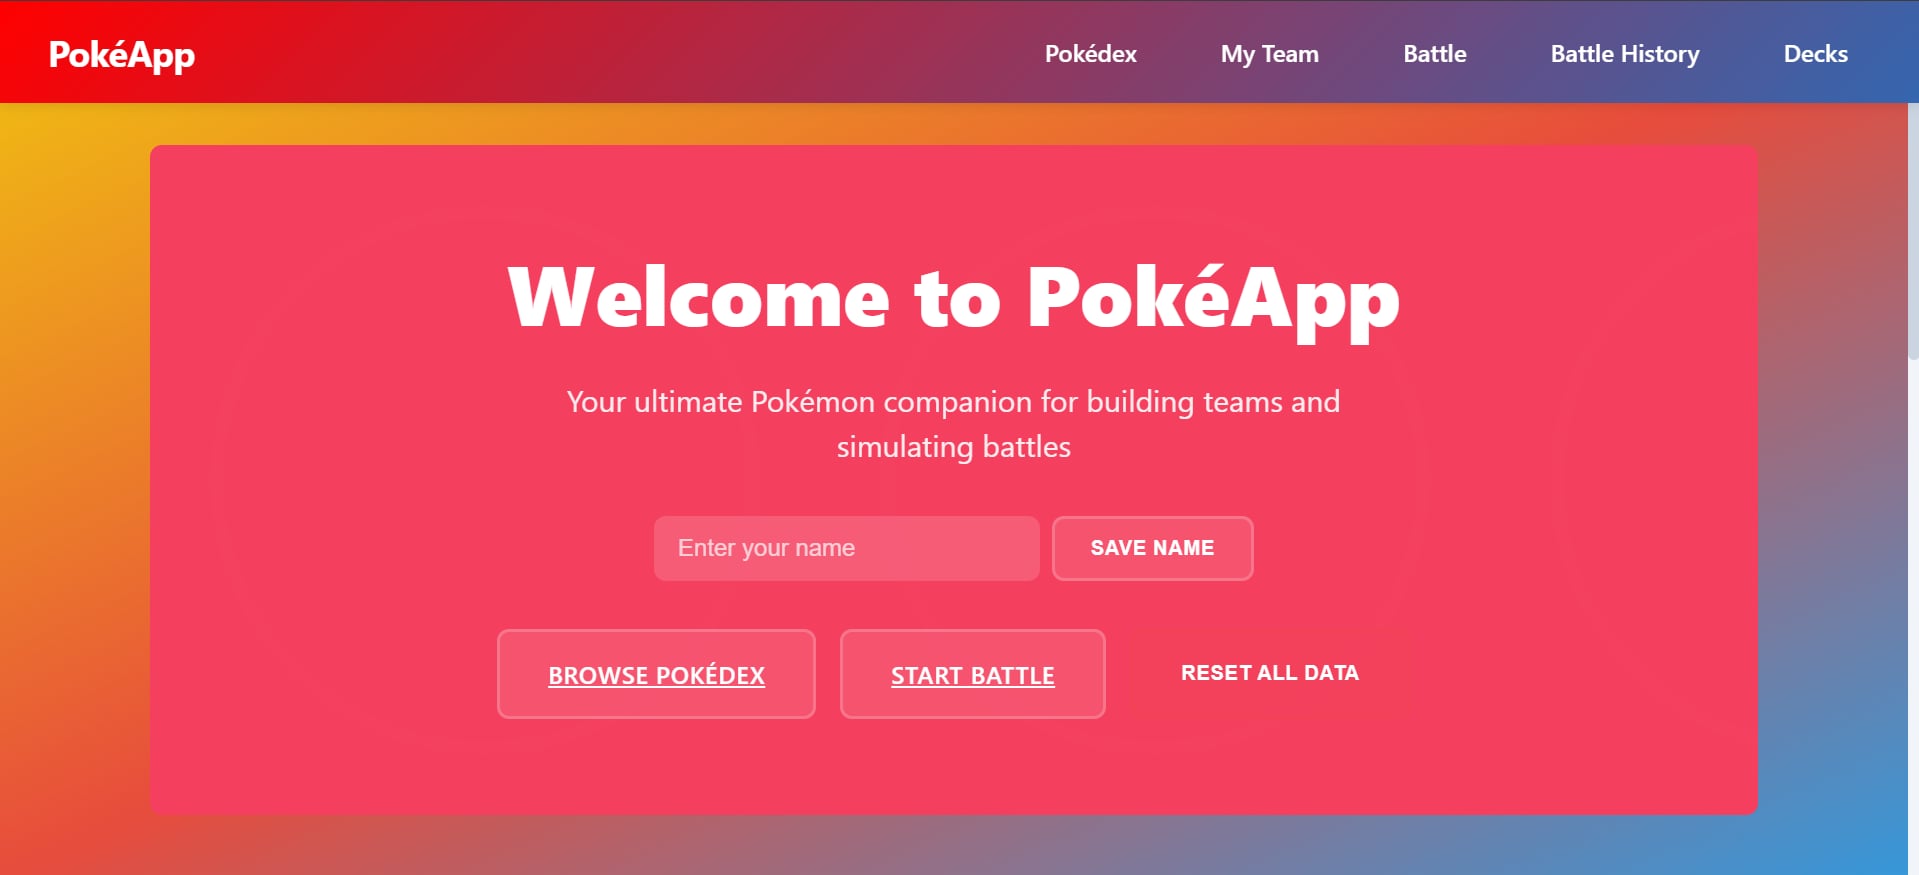 PokéApp
Pokédex
My Team
Battle
Battle History
Decks
Welcome to PokéApp
Your ultimate Pokémon companion for building teams and
simulating battles
Enter your name
SAVE NAME
BROWSE POKÉDEX
START BATTLE
RESET ALL DATA